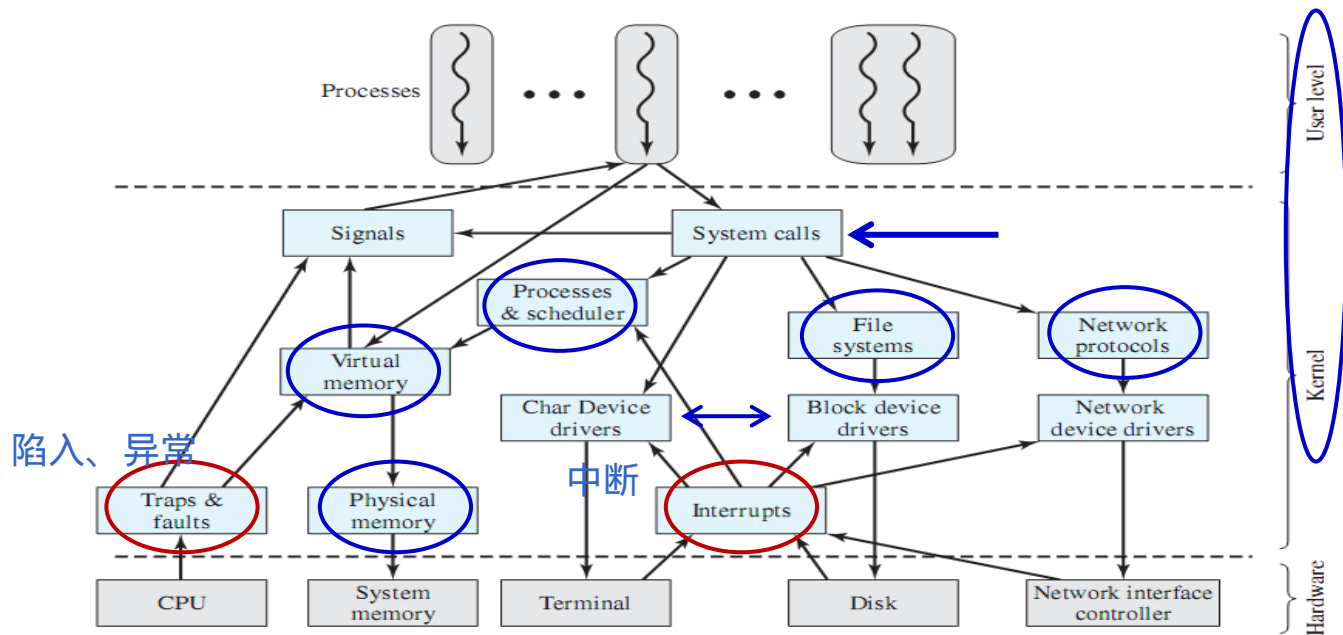 Processes
User level
Signals
System calls
Processes
& scheduler
File
systems
Network
protocols
Virtual
memory
Kernel
Char Device
drivers
Block device
drivers
Network
device drivers
陷入、异常
中断
Traps &
faults
Physical
memory
Interrupts
CPU
System
memory
Terminal
Disk
Network interface
controller
Hardware